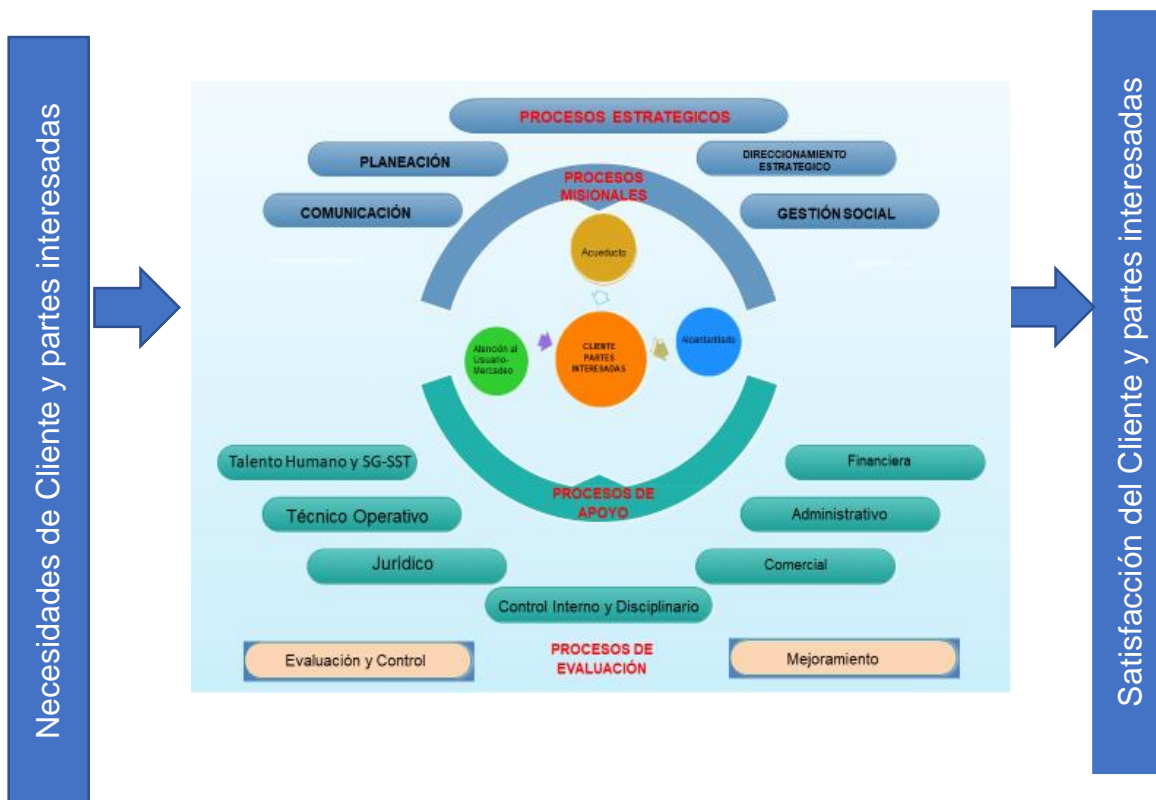 Necesidades de Cliente y partes interesadas
PROCESOS ESTRATEGICOS
PLANEACIÓN
DIRECCIONAMIENTO
ESTRATEGICO
COMUNICACIÓN
GESTIÓN SOCIAL
PROCESOS
MISIONALES
Acueducto
Atención al
Usuario-
Mercadeo
CLIENTE
PARTES
INTERESADAS
Alcantarillado
Talento Humano y SG-SST
Financiera
Técnico Operativo
PROCESOS DE
APOYO
Administrativo
Jurídico
Comercial
Control Interno y Disciplinario
Evaluación y Control
PROCESOS DE
EVALUACIÓN
Mejoramiento
Satisfacción del Cliente y partes interesadas